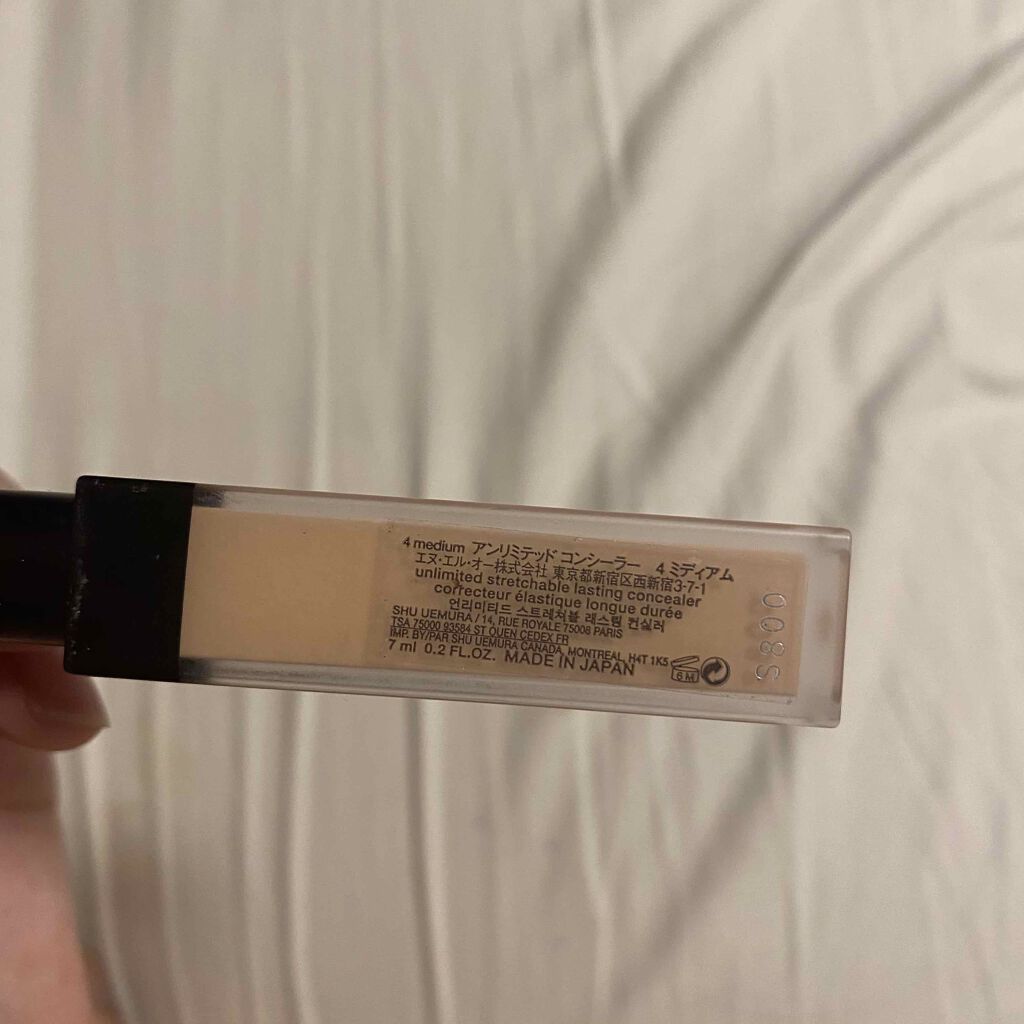 4 medium アンリミテッド コンシーラー 4 ミディアム
エヌ・エル・オー株式会社 東京都新宿区西新宿3-7-1
unlimited stretchable lasting concealer
correcteur élastique longue durée
언리미티드 스트레처블 래스팅 컨실러
SHU UEMURA / 14, RUE ROYALE 75008 PARIS
TSA 75000 93584 ST OUEN CEDEX FR
IMP. BY/PAR SHU UEMURA CANADA, MONTREAL, H4T 1K5
7 ml 0.2 FL.OZ. MADE IN JAPAN
6 M
S800